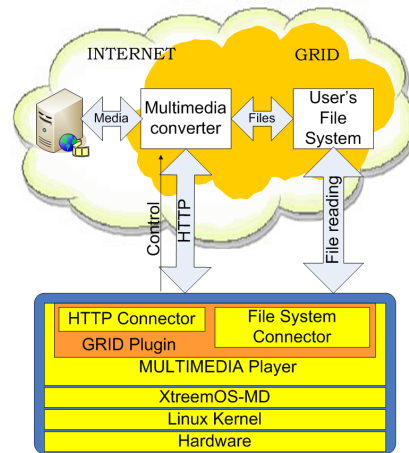 INTERNET
GRID
Media
Multimedia
converter
Files
User's
File
System
Control
HTTP
File reading
HTTP Connector
File System
Connector
GRID Plugin
MULTIMEDIA Player
XtreemOS-MD
Linux Kernel
Hardware